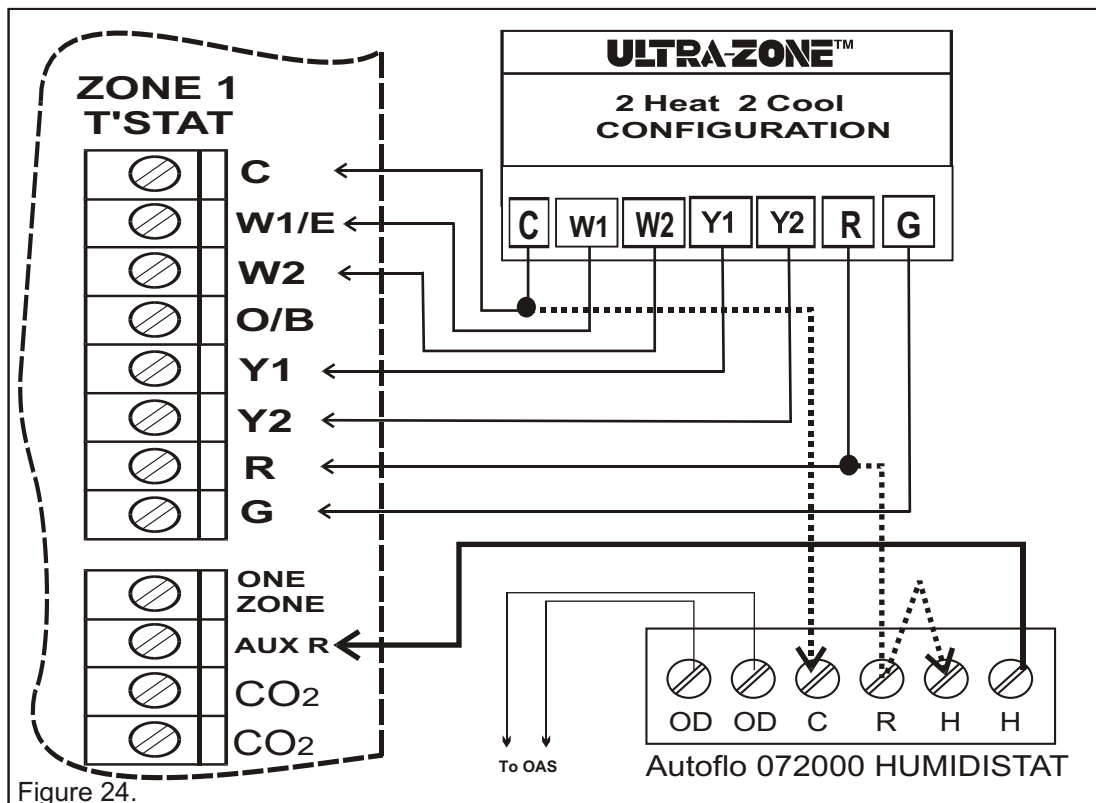 ZONE 1
T'STAT
C
W1/E
W2
O/B
Y1
Y2
R
G
ONE
ZONE
AUX R
CO2
CO2
ULTRA-ZONE™
2 Heat 2 Cool
CONFIGURATION
C W1 W2 Y1 Y2 R G
OD OD C R H H
To OAS
Autoflo 072000 HUMIDISTAT
Figure 24.